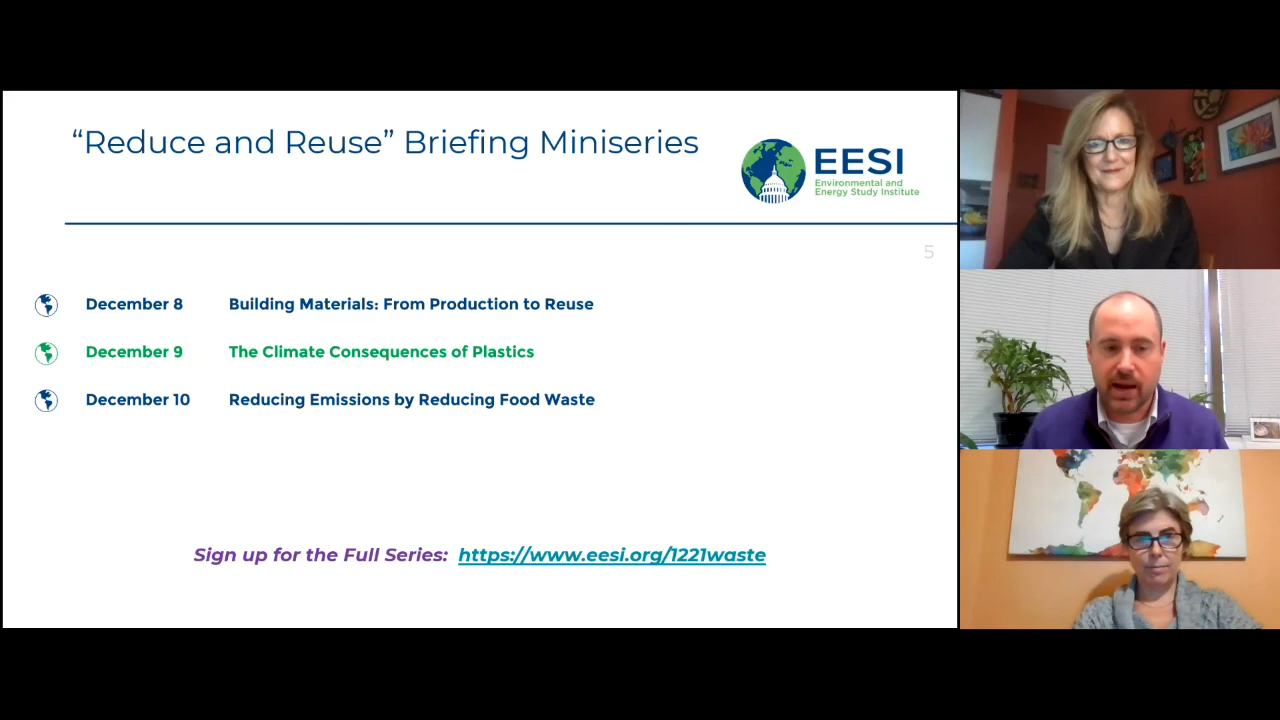 “Reduce and Reuse” Briefing Miniseries
EESI
Environmental and
Energy Study Institute
5
December 8 Building Materials: From Production to Reuse
December 9 The Climate Consequences of Plastics
December 10 Reducing Emissions by Reducing Food Waste
Sign up for the Full Series: https://www.eesi.org/1221waste